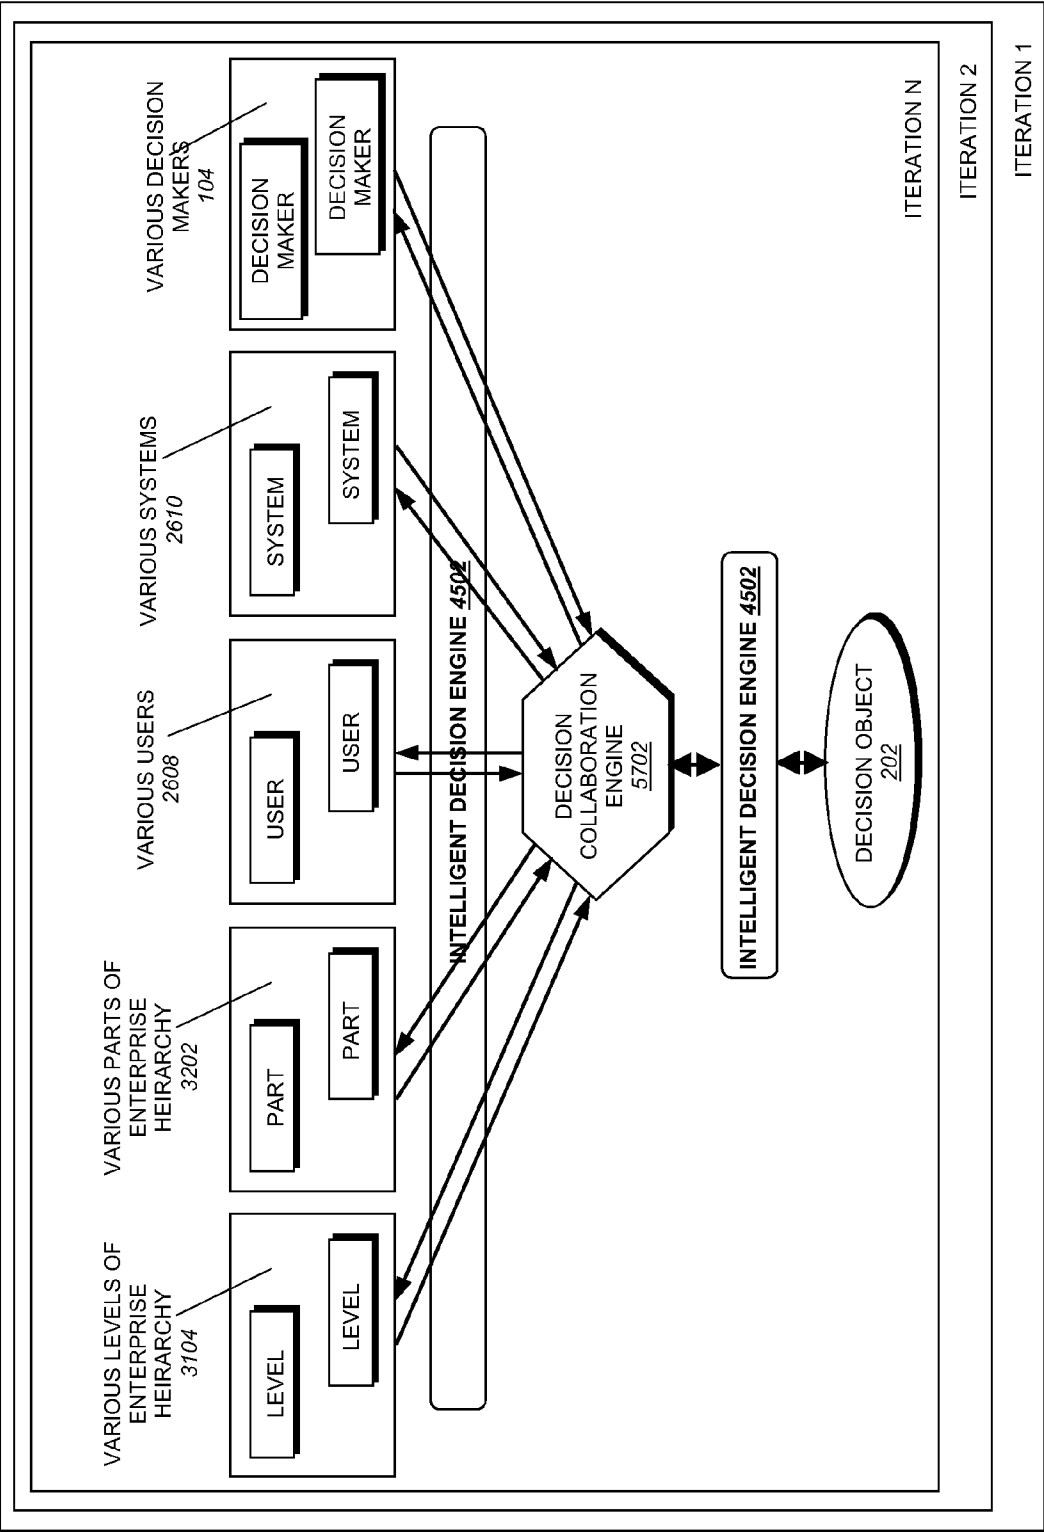 VARIOUS LEVELS OF
ENTERPRISE
HEIRARCHY
3104
LEVEL
LEVEL
VARIOUS PARTS OF
ENTERPRISE
HEIRARCHY
3202
PART
PART
VARIOUS USERS
2608
USER
USER
VARIOUS SYSTEMS
2610
SYSTEM
SYSTEM
VARIOUS DECISION
MAKERS
104
DECISION
MAKER
DECISION
MAKER
INTELLIGENT DECISION ENGINE 4502
DECISION
COLLABORATION
ENGINE
5702
INTELLIGENT DECISION ENGINE 4502
DECISION OBJECT
202
ITERATION N
ITERATION 2
ITERATION 1